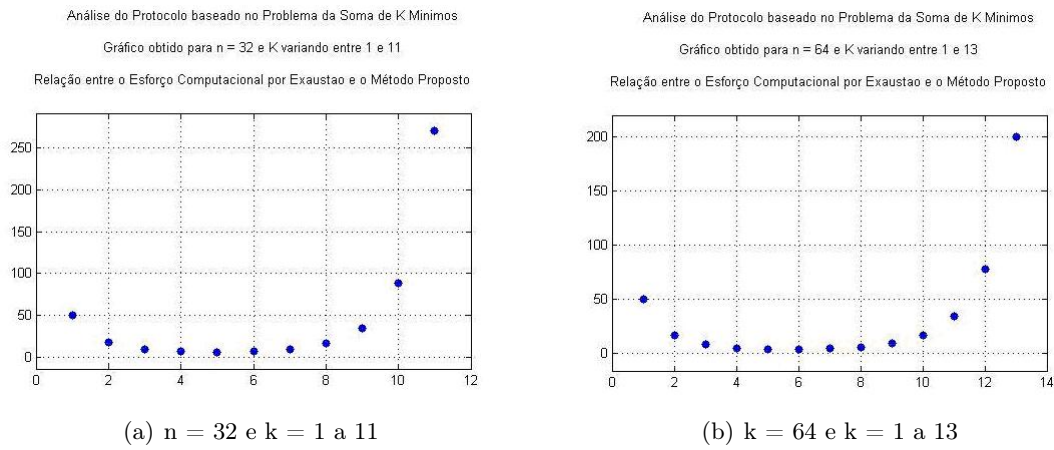 Análise do Protocolo baseado no Problema da Soma de K Minimos
Gráfico obtido para n = 32 e K variando entre 1 e 11
Relação entre o Esforço Computacional por Exaustao e o Método Proposto
250
200
150
100
50
0
0 2 4 6 8 10 12
(a) n = 32 e k = 1 a 11
Análise do Protocolo baseado no Problema da Soma de K Minimos
Gráfico obtido para n = 64 e K variando entre 1 e 13
Relação entre o Esforço Computacional por Exaustao e o Método Proposto
200
150
100
50
0
0 2 4 6 8 10 12 14
(b) k = 64 e k = 1 a 13